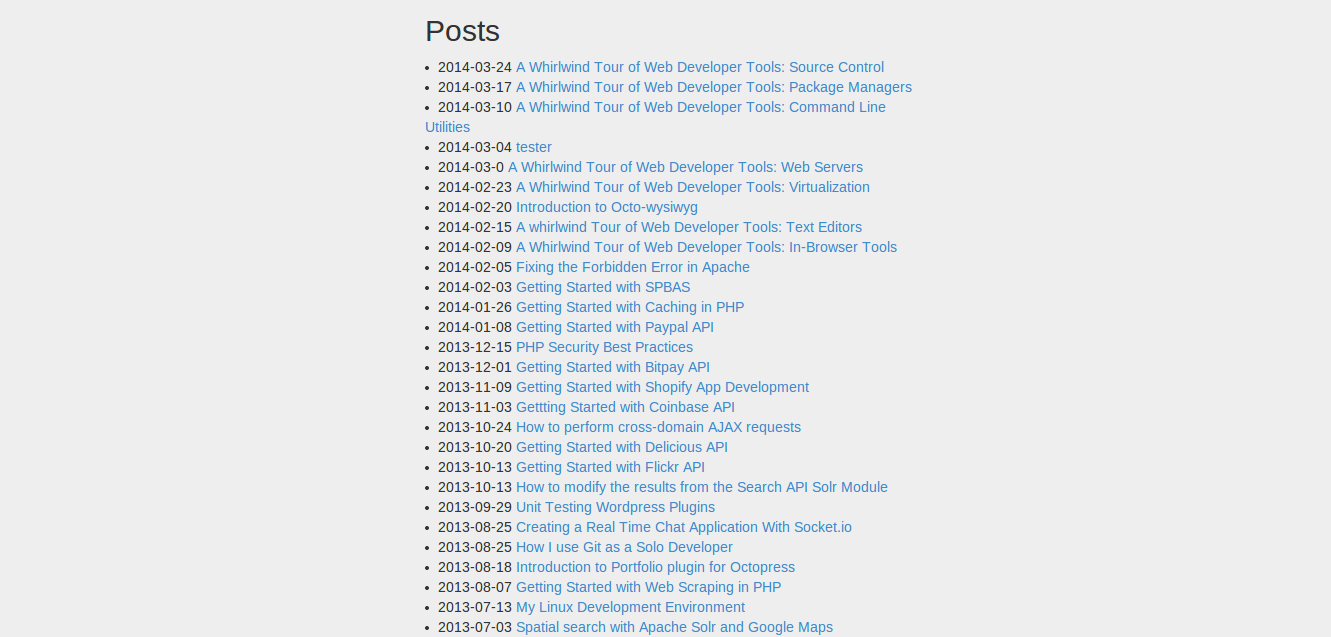 Posts
• 2014-03-24 A Whirlwind Tour of Web Developer Tools: Source Control
• 2014-03-17 A Whirlwind Tour of Web Developer Tools: Package Managers
• 2014-03-10 A Whirlwind Tour of Web Developer Tools: Command Line
Utilities
• 2014-03-04 tester
• 2014-03-0 A Whirlwind Tour of Web Developer Tools: Web Servers
• 2014-02-23 A Whirlwind Tour of Web Developer Tools: Virtualization
• 2014-02-20 Introduction to Octo-wysiwyg
• 2014-02-15 A whirlwind Tour of Web Developer Tools: Text Editors
• 2014-02-09 A Whirlwind Tour of Web Developer Tools: In-Browser Tools
• 2014-02-05 Fixing the Forbidden Error in Apache
• 2014-02-03 Getting Started with SPBAS
• 2014-01-26 Getting Started with Caching in PHP
• 2014-01-08 Getting Started with Paypal API
• 2013-12-15 PHP Security Best Practices
• 2013-12-01 Getting Started with Bitpay API
• 2013-11-09 Getting Started with Shopify App Development
• 2013-11-03 Gettting Started with Coinbase API
• 2013-10-24 How to perform cross-domain AJAX requests
• 2013-10-20 Getting Started with Delicious API
• 2013-10-13 Getting Started with Flickr API
• 2013-10-13 How to modify the results from the Search API Solr Module
• 2013-09-29 Unit Testing Wordpress Plugins
• 2013-08-25 Creating a Real Time Chat Application With Socket.io
• 2013-08-25 How I use Git as a Solo Developer
• 2013-08-18 Introduction to Portfolio plugin for Octopress
• 2013-08-07 Getting Started with Web Scraping in PHP
• 2013-07-13 My Linux Development Environment
• 2013-07-03 Spatial search with Apache Solr and Google Maps